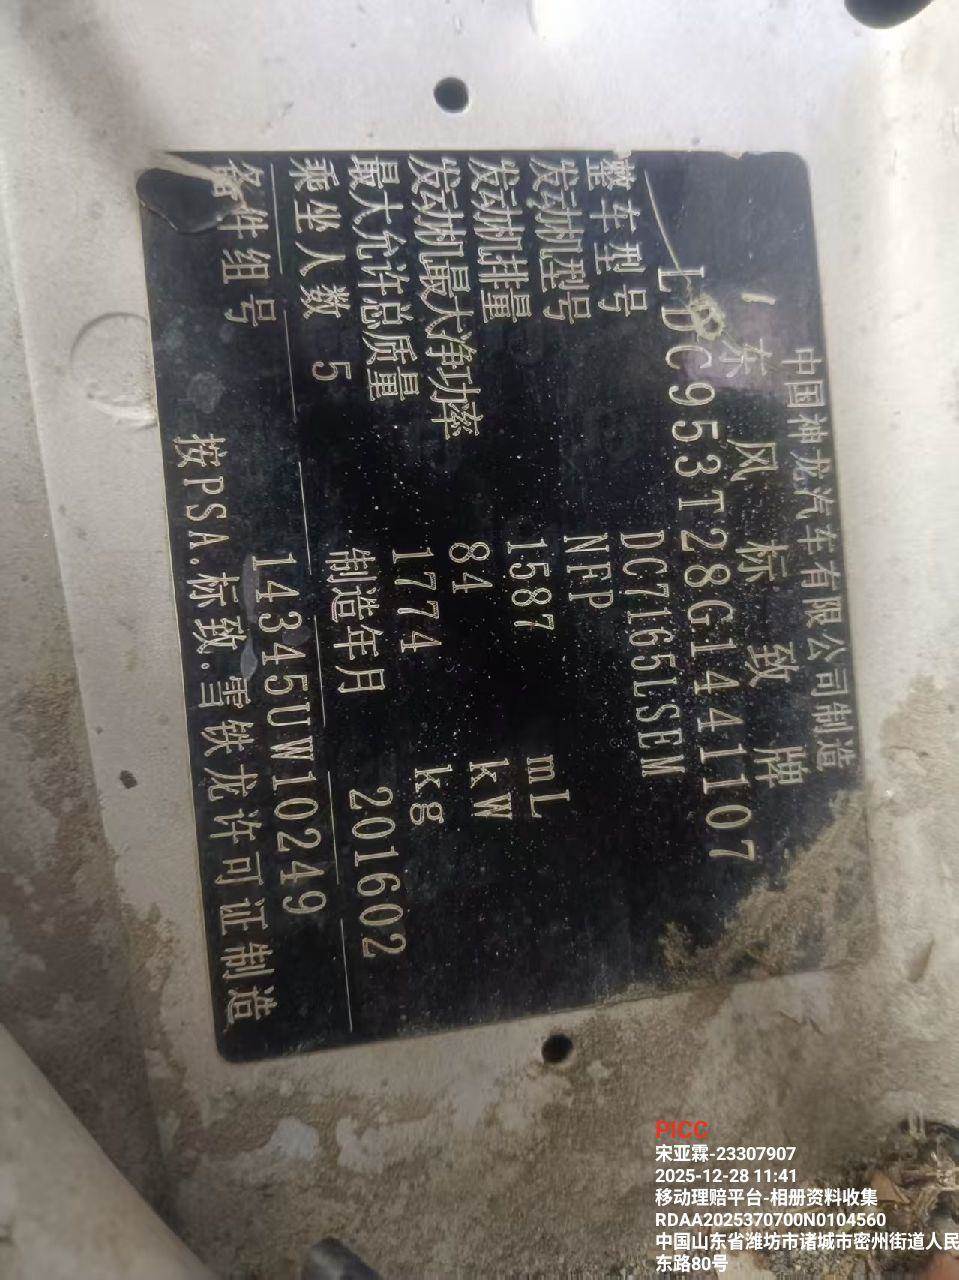 中国神龙汽车有限公司制造
东风标致牌
LDC953T28G1441107
整车型号 DC7165LSEM
发动机型号 NFP
发动机排量 1587 mL
发动机最大净功率 84 kW
最大允许总质量 1774 kg
乘坐人数 5 制造年月 201602
备件组号 14345UW10249
按PSA.标致.雪铁龙许可证制造
PICC
宋亚霖-23307907
2025-12-28 11:41
移动理赔平台-相册资料收集
RDAA2025370700N0104560
中国山东省潍坊市诸城市密州街道人民
东路80号